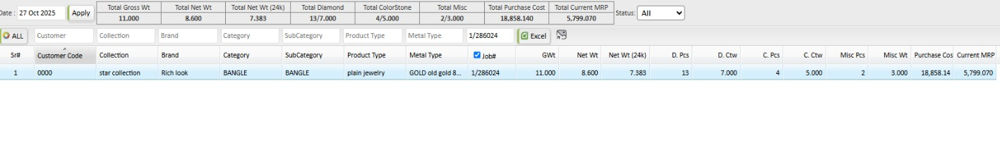 Date : 27 Oct 2025 Apply Total Gross Wt Total Net Wt Total Net Wt (24k) Total Diamond Total ColorStone Total Misc Total Purchase Cost Total Current MRP Status: All
11.000 8.600 7.383 13/7.000 4/5.000 2/3.000 18,858.140 5,799.070
ALL Customer Collection Brand Category SubCategory Product Type Metal Type 1/286024 Excel
Sr# Customer Code Collection Brand Category SubCategory Product Type Metal Type Job# GWt Net Wt Net Wt (24k) D. Pcs D. Ctw C. Pcs C. Ctw Misc Pcs Misc Wt Purchase Cos Current MRP
1 0000 star collection Rich look BANGLE BANGLE plain jewelry GOLD old gold 8... 1/286024 11.000 8.600 7.383 13 7.000 4 5.000 2 3.000 18,858.14 5,799.070